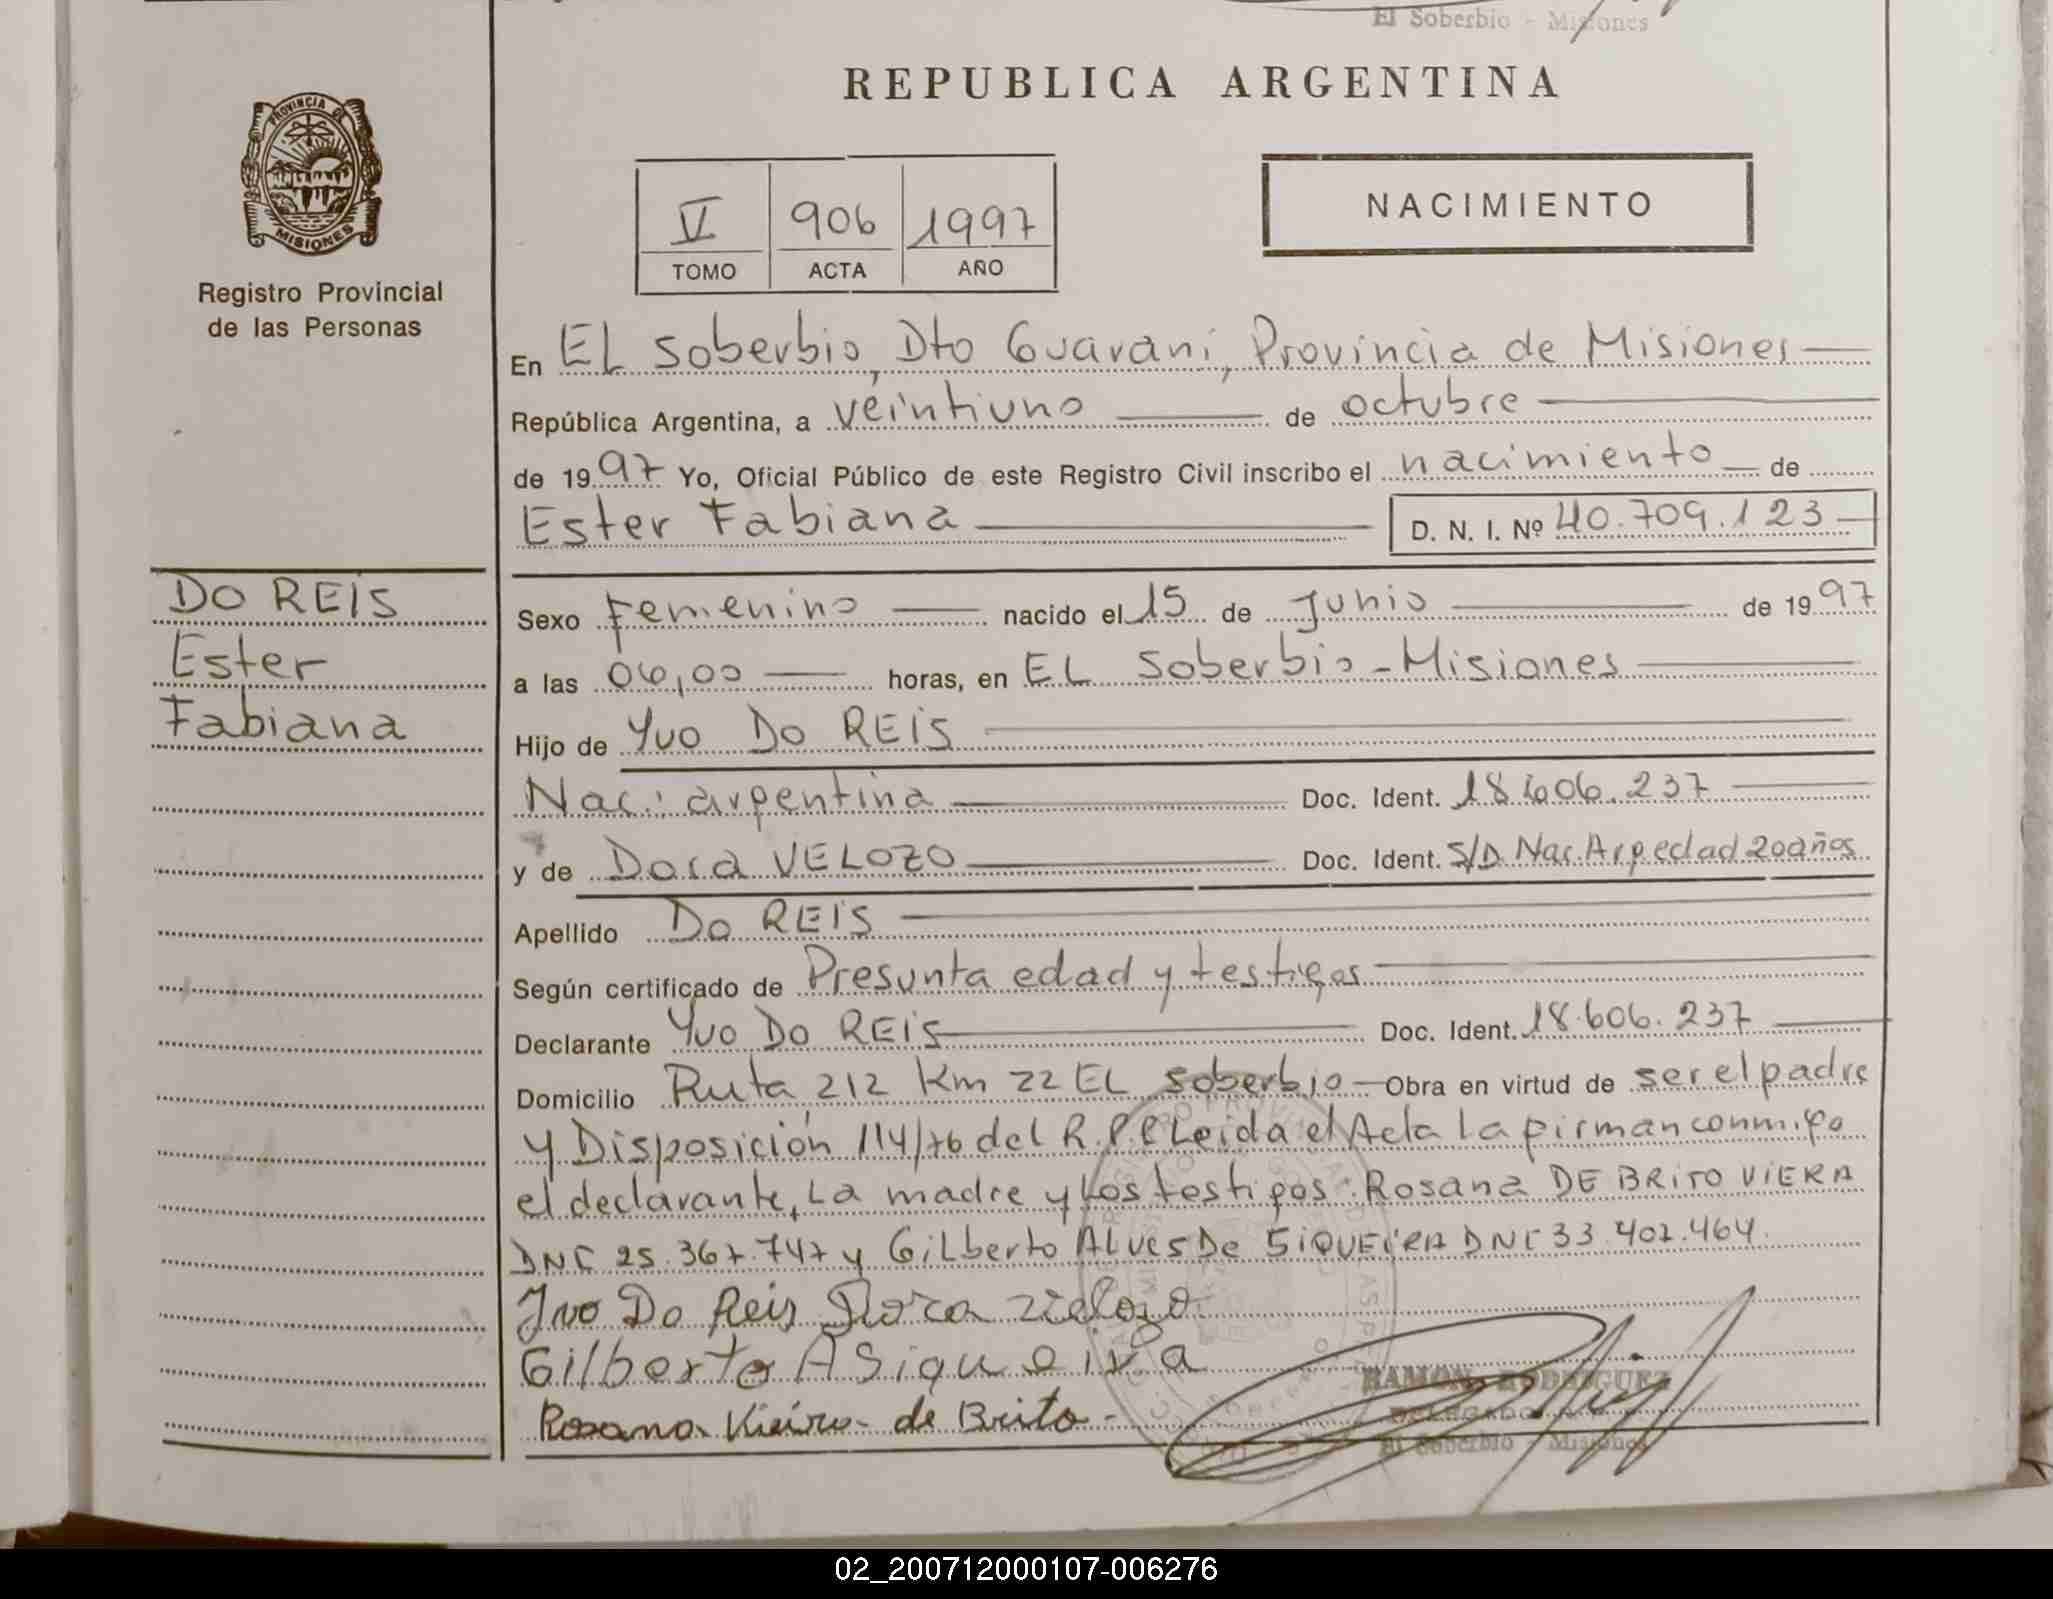 El Soberbio - Misiones
REPUBLICA ARGENTINA
PROVINCIA DE
MISIONES
Registro Provincial
de las Personas
V 906 1997
TOMO ACTA AÑO
NACIMIENTO
En EL Soberbio, Dto Guarani, Provincia de Misiones
República Argentina, a veintiuno de octubre
de 1997 Yo, Oficial Público de este Registro Civil inscribo el nacimiento de
Ester Fabiana D. N. I. Nº 40.709.123
DO REIS
Ester
Fabiana
Sexo Femenino nacido el 15 de Junio de 1997
a las 06,00 horas, en EL Soberbio - Misiones
Hijo de Yvo Do REIS
Nac: argentina Doc. Ident. 18.606.237
y de Dora VELOZO Doc. Ident. S/D Nac. Arg edad 20 años
Apellido Do REIS
Según certificado de Presunta edad y testigos
Declarante Yvo Do REIS Doc. Ident. 18.606.237
Domicilio Ruta 212 Km 22 EL Soberbio Obra en virtud de ser el padre
y Disposición 114/76 del R.P.P Leida el Acta La firman conmigo
el declarante, La madre y Los testigos: Rosana DE BRITO VIERA
DNI 25.367.747 y Gilberto ALVES De SIQUEIRA DNI 33.407.464.
Ivo Do Reis Dora Vielozo
Gilberto A Siqueira
Rosana Vieira de Brito -
RAMON RODRIGUEZ
DELEGADO
El Soberbio - Misiones
02_200712000107-006276